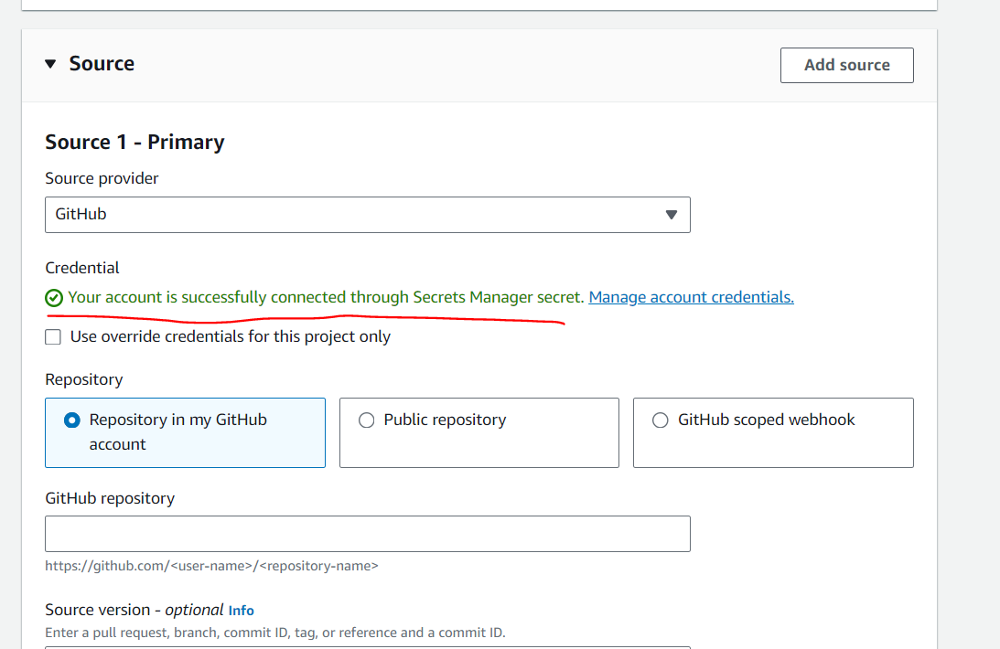 Source
Add source
Source 1 - Primary
Source provider
GitHub
Credential
Your account is successfully connected through Secrets Manager secret. Manage account credentials.
Use override credentials for this project only
Repository
Repository in my GitHub
account
Public repository
GitHub scoped webhook
GitHub repository
https://github.com/<user-name>/<repository-name>
Source version - optional Info
Enter a pull request, branch, commit ID, tag, or reference and a commit ID.